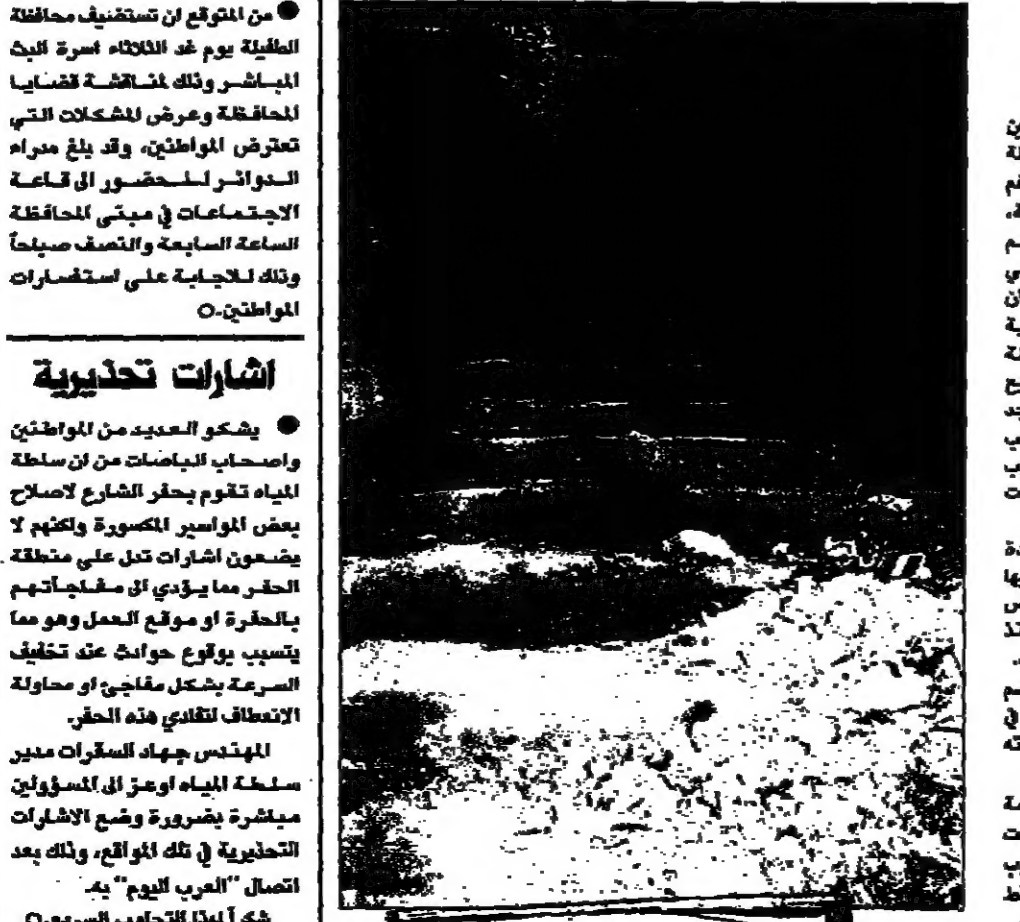 ● من المتوقع ان تستضيف محافظة
الطفيلة يوم غد الثلاثاء اسرة البث
المباشر وذلك لمناقشة قضايا
المحافظة وعرض المشكلات التي
تعترض المواطنين، وقد بلغ مدراء
الدوائر للحضور الى قاعة
الاجتماعات في مبنى المحافظة
الساعة السابعة والنصف صباحاً
وذلك للاجابة على استفسارات
المواطنين.○
اشارات تحذيرية
● يشكو العديد من المواطنين
واصحاب الباصات من ان سلطة
المياه تقوم بحفر الشارع لاصلاح
بعض المواسير المكسورة ولكنهم لا
يضعون اشارات تدل على منطقة
الحفر مما يؤدي الى مفاجأتهم
بالحفرة او موقع العمل وهو مما
يتسبب بوقوع حوادث عند تخفيف
السرعة بشكل مفاجئ او محاولة
الانعطاف لتفادي هذه الحفر.
المهندس جهاد السقرات مدير
سلطة المياه اوعز الى المسؤولين
مباشرة بضرورة وضع الاشارات
التحذيرية في تلك المواقع، وذلك بعد
اتصال "العرب اليوم" به.
شكراً لهذا التجاوب السريع.○